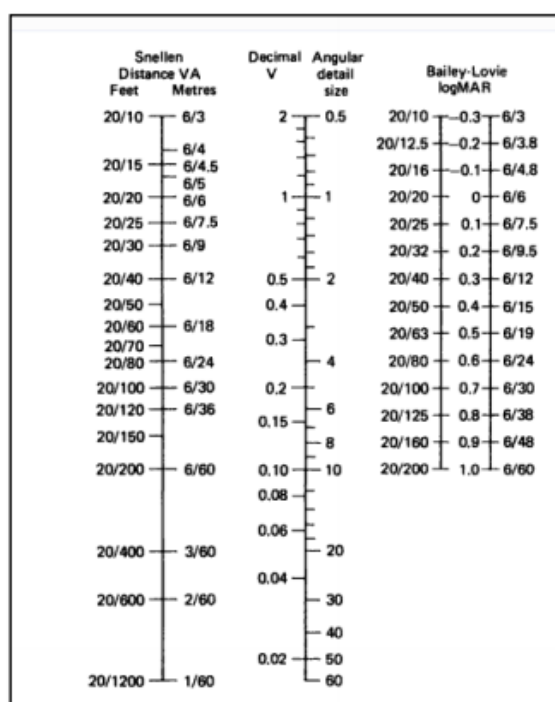 Snellen
Distance VA
Feet Metres
20/10 6/3
6/4
20/15 6/4.5
6/5
20/20 6/6
20/25 6/7.5
20/30 6/9
20/40 6/12
20/50
20/60 6/18
20/70
20/80 6/24
20/100 6/30
20/120 6/36
20/150
20/200 6/60
20/400 3/60
20/600 2/60
20/1200 1/60
Decimal Angular
V detail
size
2 0.5
1 1
0.5 2
0.4
0.3
4
0.2
6
0.15
8
0.10 10
0.08
0.06
20
0.04
30
40
0.02 50
60
Bailey-Lovie
logMAR
20/10 –0.3 6/3
20/12.5 –0.2 6/3.8
20/16 –0.1 6/4.8
20/20 0 6/6
20/25 0.1 6/7.5
20/32 0.2 6/9.5
20/40 0.3 6/12
20/50 0.4 6/15
20/63 0.5 6/19
20/80 0.6 6/24
20/100 0.7 6/30
20/125 0.8 6/38
20/160 0.9 6/48
20/200 1.0 6/60